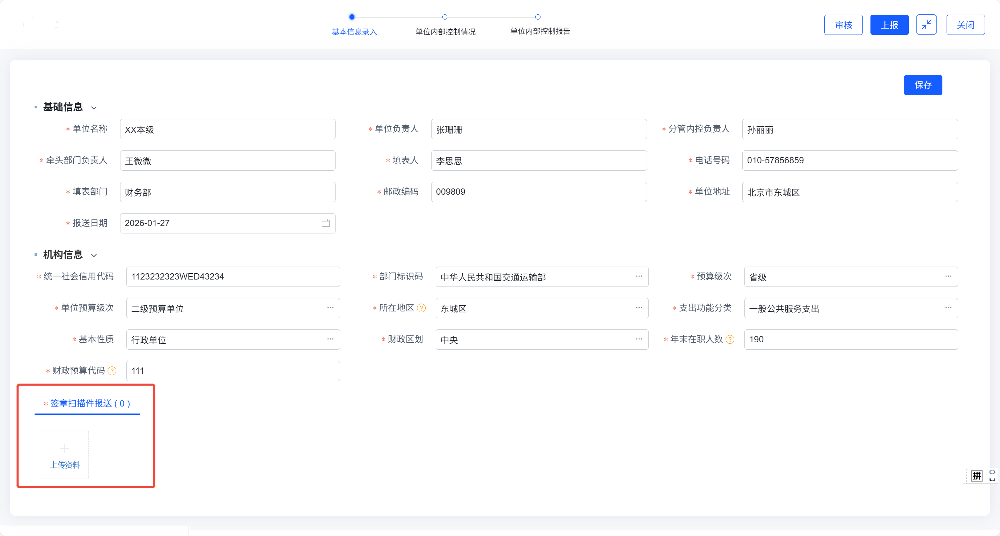 基本信息录入
单位内部控制情况
单位内部控制报告
审核
上报
关闭
保存
基础信息
* 单位名称 XX本级
* 单位负责人 张珊珊
* 分管内控负责人 孙丽丽
* 牵头部门负责人 王微微
* 填表人 李思思
* 电话号码 010-57856859
* 填表部门 财务部
* 邮政编码 009809
* 单位地址 北京市东城区
* 报送日期 2026-01-27
机构信息
* 统一社会信用代码 1123232323WED43234
* 部门标识码 中华人民共和国交通运输部 ···
* 预算级次 省级 ···
* 单位预算级次 二级预算单位 ···
* 所在地区 ? 东城区 ···
* 支出功能分类 一般公共服务支出 ···
* 基本性质 行政单位 ···
* 财政区划 中央 ···
* 年末在职人数 ? 190
* 财政预算代码 ? 111
* 签章扫描件报送 ( 0 )
上传资料
拼